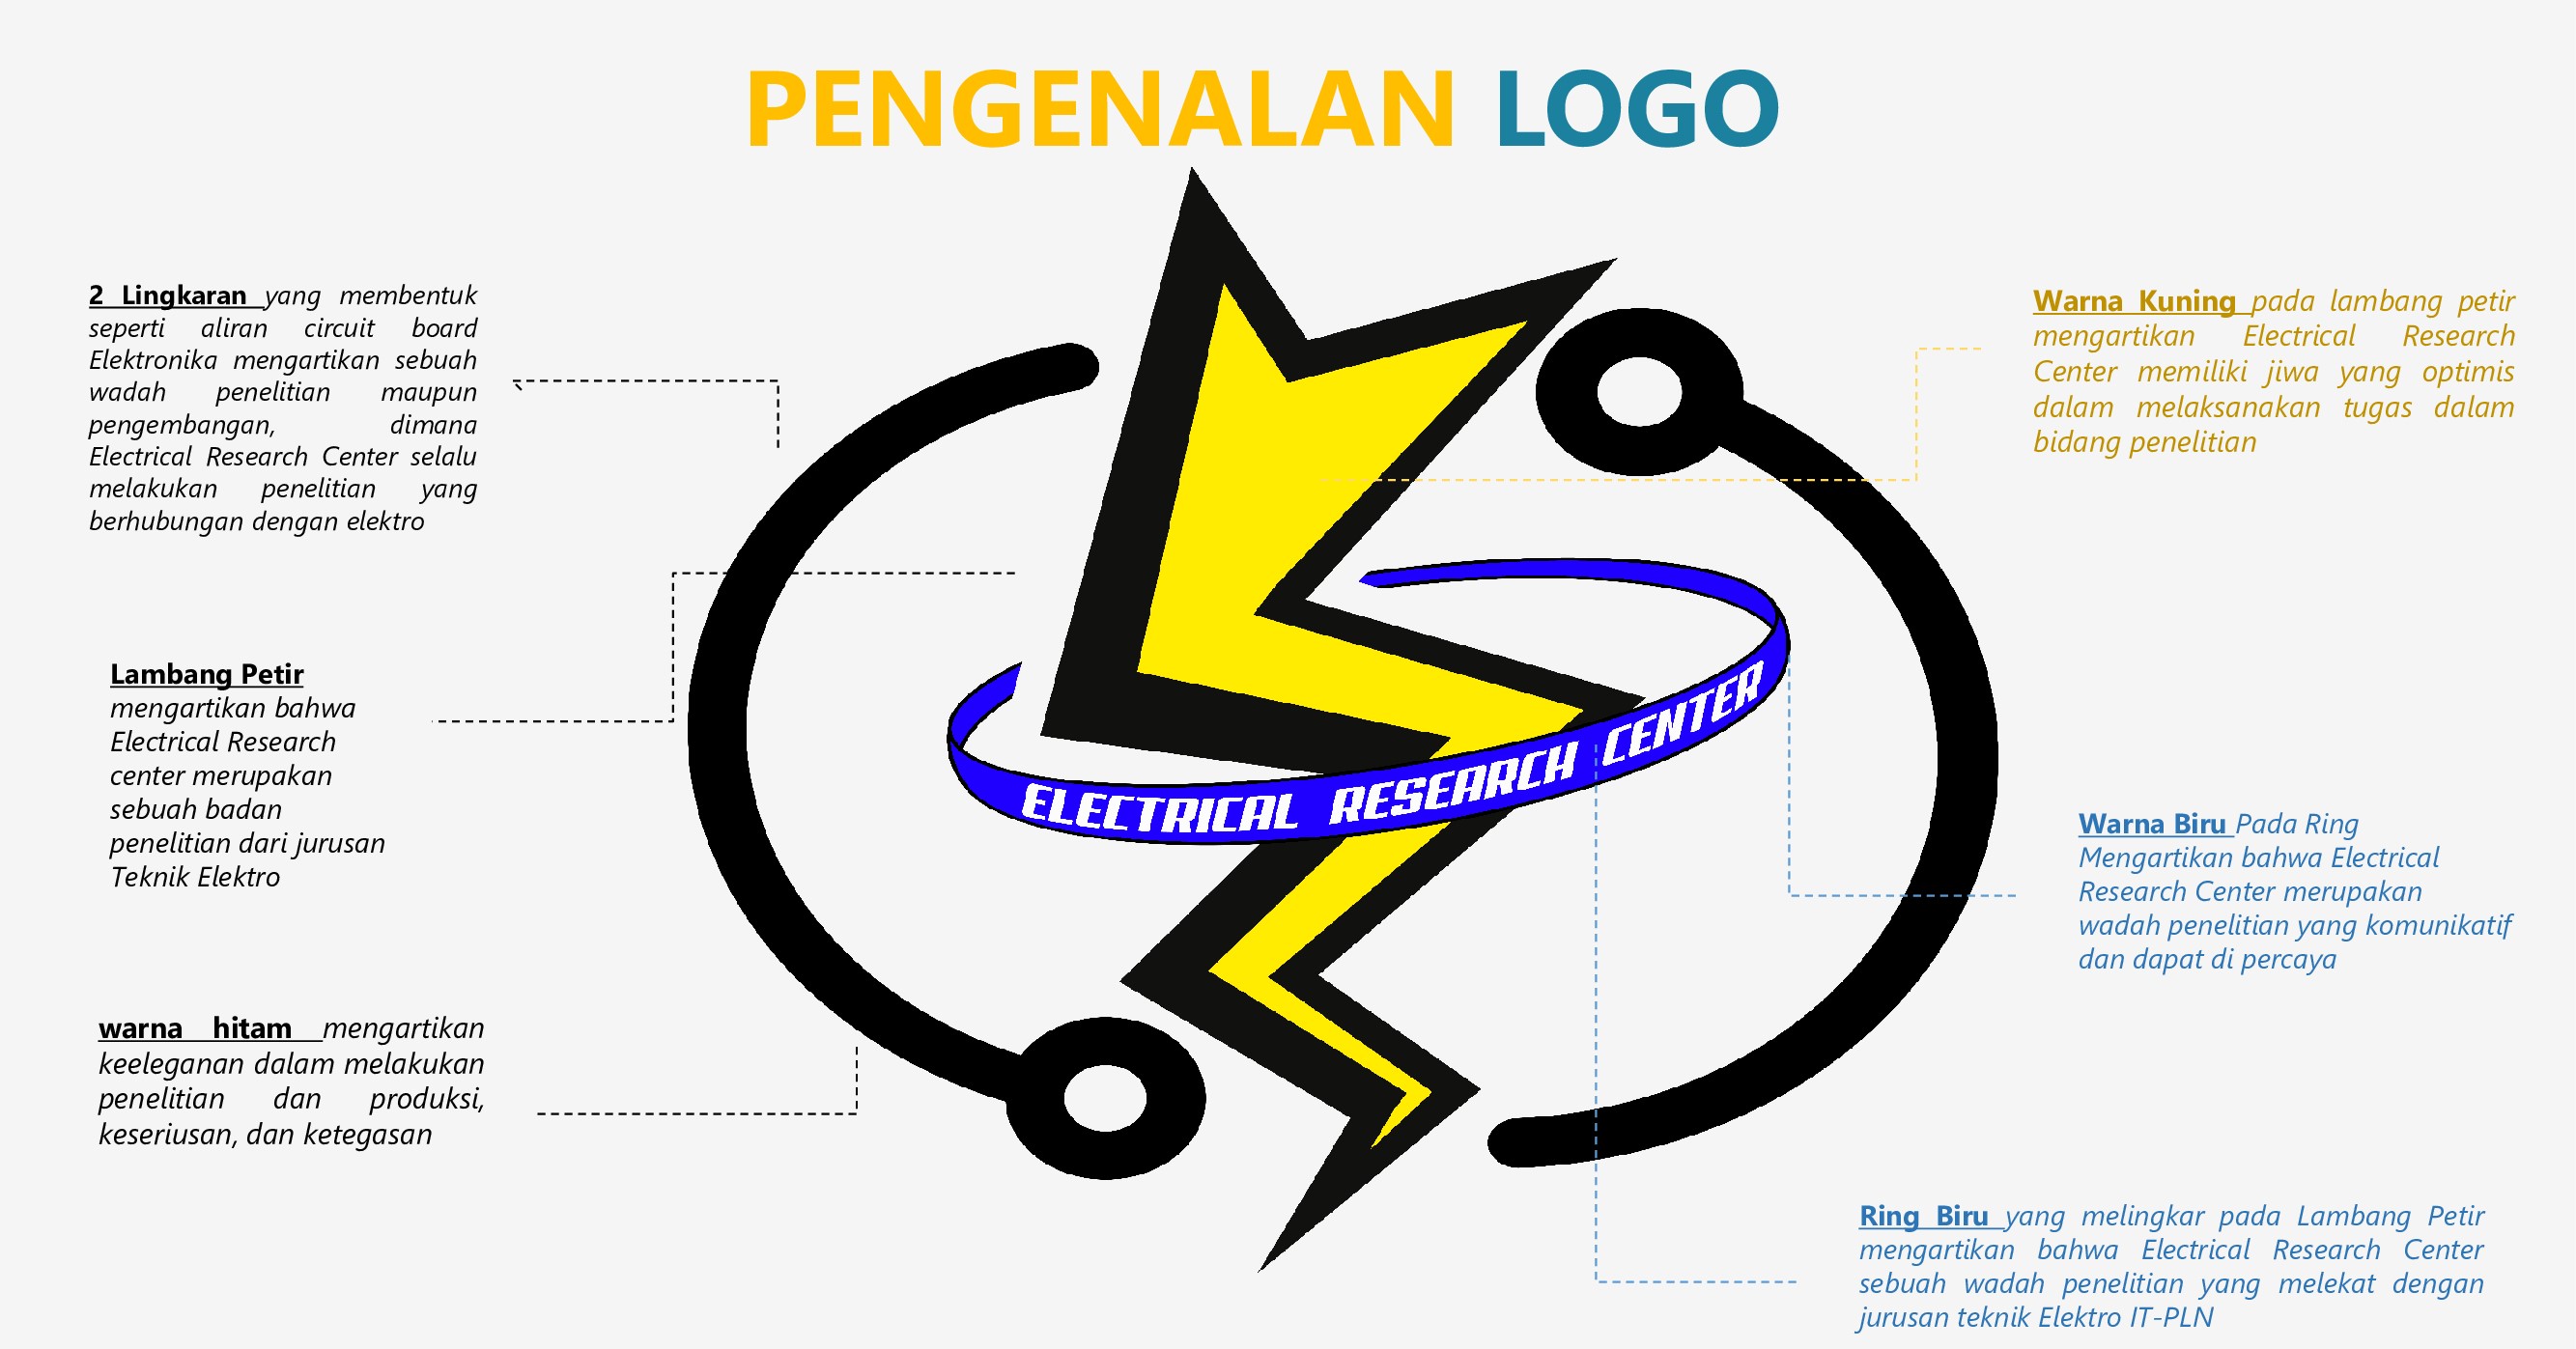 PENGENALAN LOGO
2 Lingkaran yang membentuk
seperti aliran circuit board
Elektronika mengartikan sebuah
wadah penelitian maupun
pengembangan, dimana
Electrical Research Center selalu
melakukan penelitian yang
berhubungan dengan elektro
Lambang Petir
mengartikan bahwa
Electrical Research
center merupakan
sebuah badan
penelitian dari jurusan
Teknik Elektro
warna hitam mengartikan
keeleganan dalam melakukan
penelitian dan produksi,
keseriusan, dan ketegasan
ELECTRICAL RESEARCH CENTER
Warna Kuning pada lambang petir
mengartikan Electrical Research
Center memiliki jiwa yang optimis
dalam melaksanakan tugas dalam
bidang penelitian
Warna Biru Pada Ring
Mengartikan bahwa Electrical
Research Center merupakan
wadah penelitian yang komunikatif
dan dapat di percaya
Ring Biru yang melingkar pada Lambang Petir
mengartikan bahwa Electrical Research Center
sebuah wadah penelitian yang melekat dengan
jurusan teknik Elektro IT-PLN